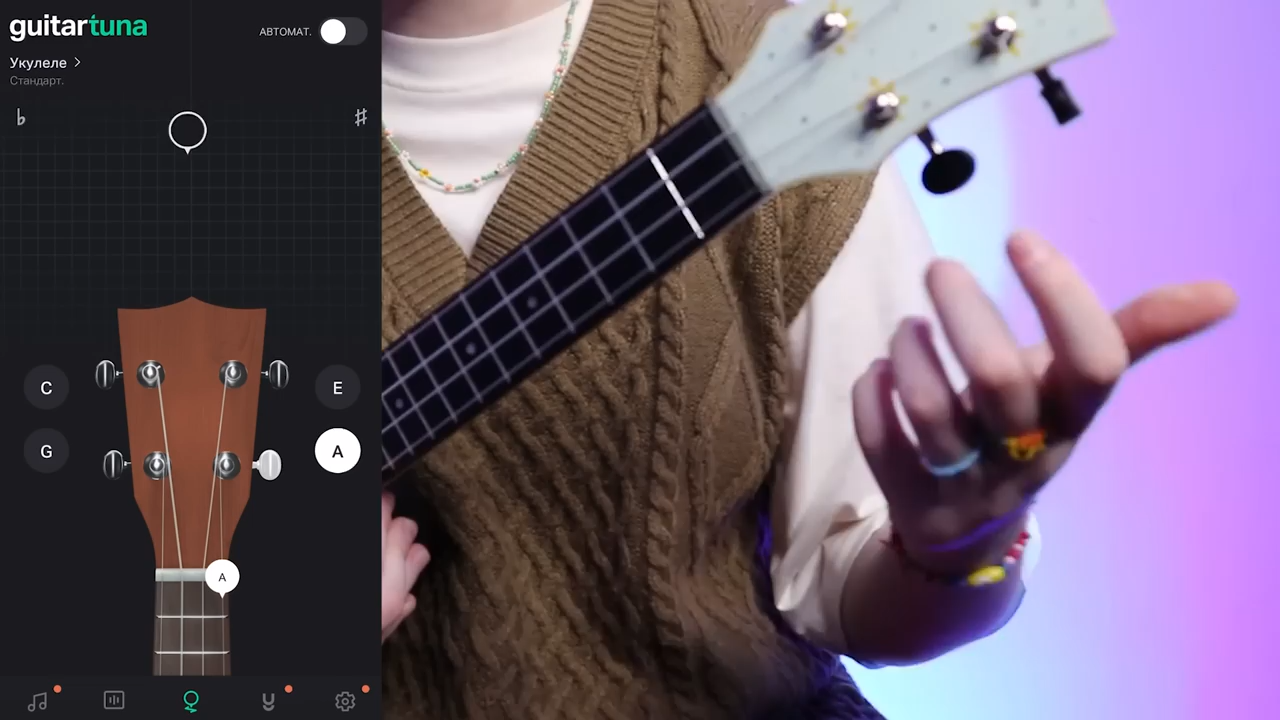 guitartuna
АВТОМАТ.
Укулеле >
Стандарт.
♭ ♯
C E
G A
A